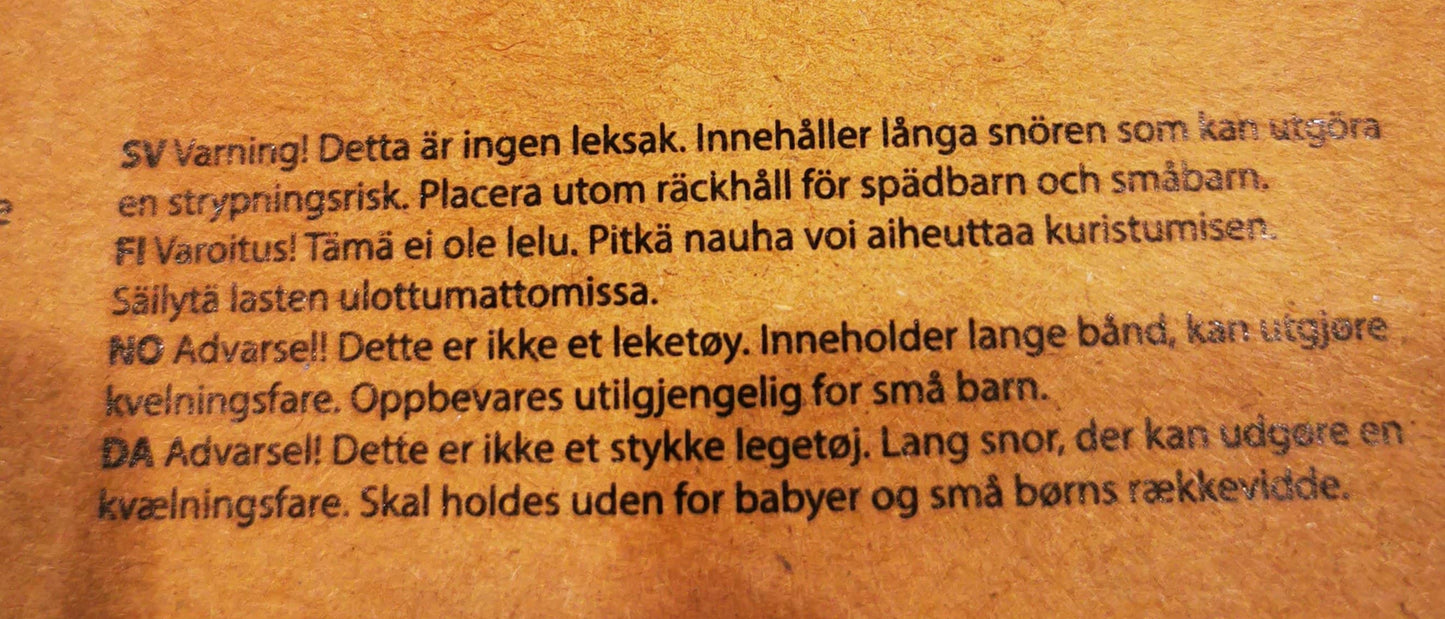 SV Varning! Detta är ingen leksak. Innehåller långa snören som kan utgöra
en strypningsrisk. Placera utom räckhåll för spädbarn och småbarn.
FI Varoitus! Tämä ei ole lelu. Pitkä nauha voi aiheuttaa kuristumisen.
Säilytä lasten ulottumattomissa.
NO Advarsel! Dette er ikke et leketøy. Inneholder lange bånd, kan utgjøre
kvelningsfare. Oppbevares utilgjengelig for små barn.
DA Advarsel! Dette er ikke et stykke legetøj. Lang snor, der kan udgøre en
kvælningsfare. Skal holdes uden for babyer og små børns rækkevidde.